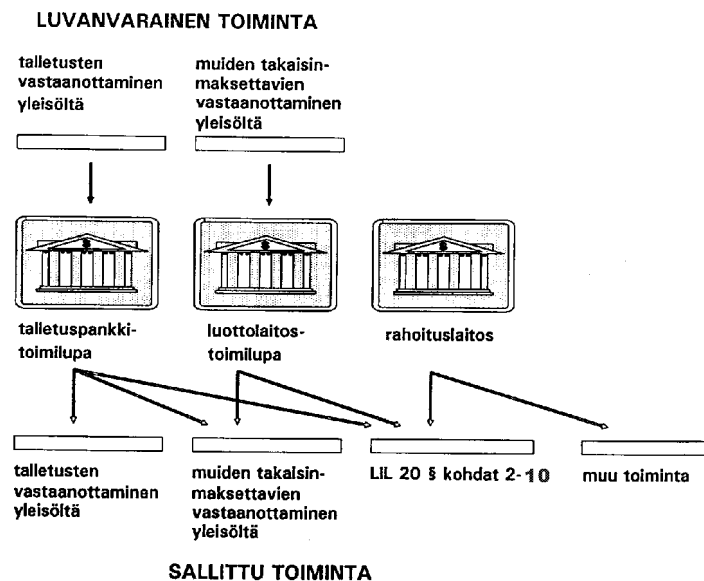 LUVANVARAINEN TOIMINTA
talletusten
vastaanottaminen
yleisöltä
muiden takaisin-
maksettavien
vastaanottaminen
yleisöltä
$
$
$
talletuspankki-
toimilupa
luottolaitos-
toimilupa
rahoituslaitos
talletusten
vastaanottaminen
yleisöltä
muiden takaisin-
maksettavien
vastaanottaminen
yleisöltä
LIL 20 § kohdat 2-10
muu toiminta
SALLITTU TOIMINTA